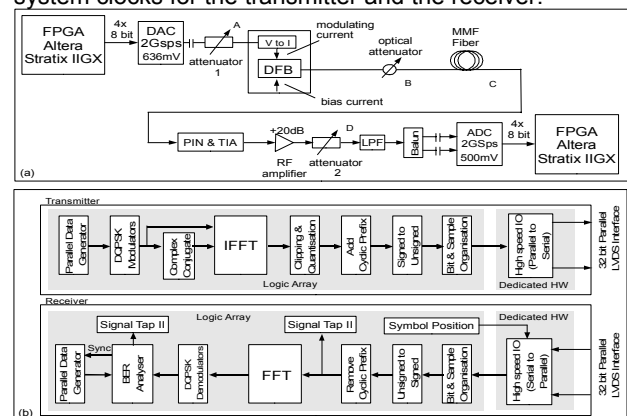 system clocks for the transmitter and the receiver.
FPGA
Altera
Stratix IIGX
4x
8 bit
DAC
2Gsps
636mV
A
attenuator
1
V to I
DFB
modulating
current
bias current
optical
attenuator
B
MMF
Fiber
C
PIN & TIA
+20dB
RF
amplifier
D
attenuator
2
LPF
Balun
ADC
2GSps
500mV
4x
8 bit
FPGA
Altera
Stratix IIGX
(a)
Transmitter
Parallel Data
Generator
DQPSK
Modulators
Complex
Conjugate
IFFT
Clipping &
Quantisation
Add
Cyclic Prefix
Signed to
Unsigned
Bit & Sample
Organisation
High speed IO
(Parallel to
Serial)
32 bit Parallel
LVDS Interface
Logic Array
Dedicated HW
Receiver
Signal Tap II
Logic Array
Signal Tap II
Symbol Position
Dedicated HW
Parallel Data
Generator
Sync
BER
Analyser
DQPSK
Demodulators
FFT
Remove
Cyclic Prefix
Unsigned to
Signed
Bit & Sample
Organisation
High speed IO
(Serial to
Parallel)
32 bit Parallel
LVDS Interface
(b)